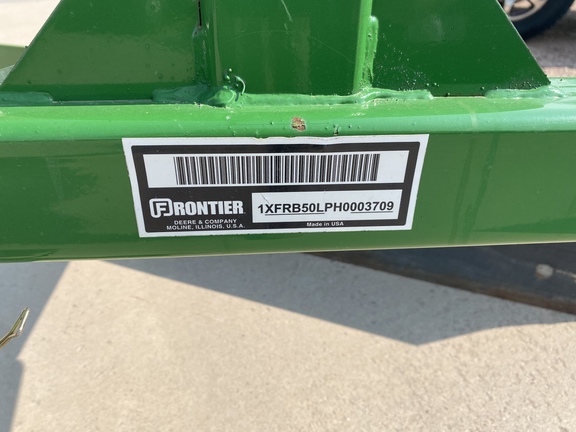 FRONTIER
DEERE & COMPANY
MOLINE, ILLINOIS, U.S.A.
1XFRB50LPH0003709
Made in USA